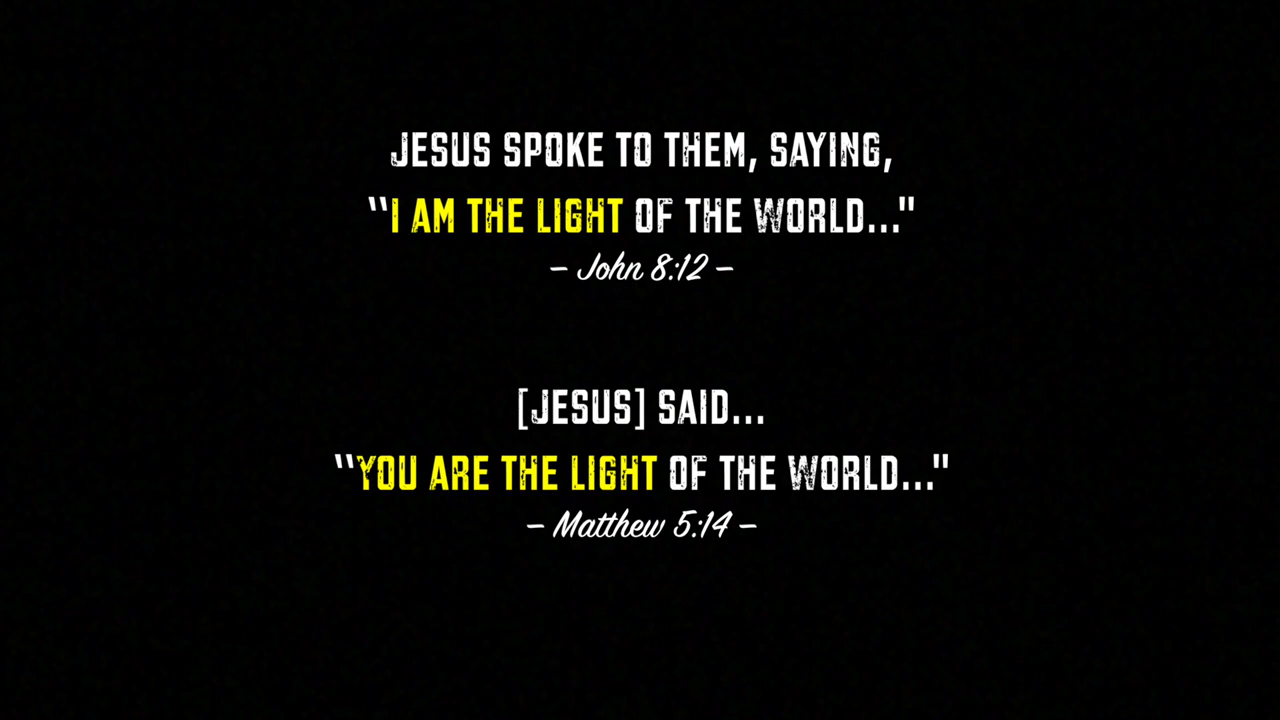 JESUS SPOKE TO THEM, SAYING,
“I AM THE LIGHT OF THE WORLD..."
– John 8:12 –
[JESUS] SAID...
“YOU ARE THE LIGHT OF THE WORLD..."
– Matthew 5:14 –